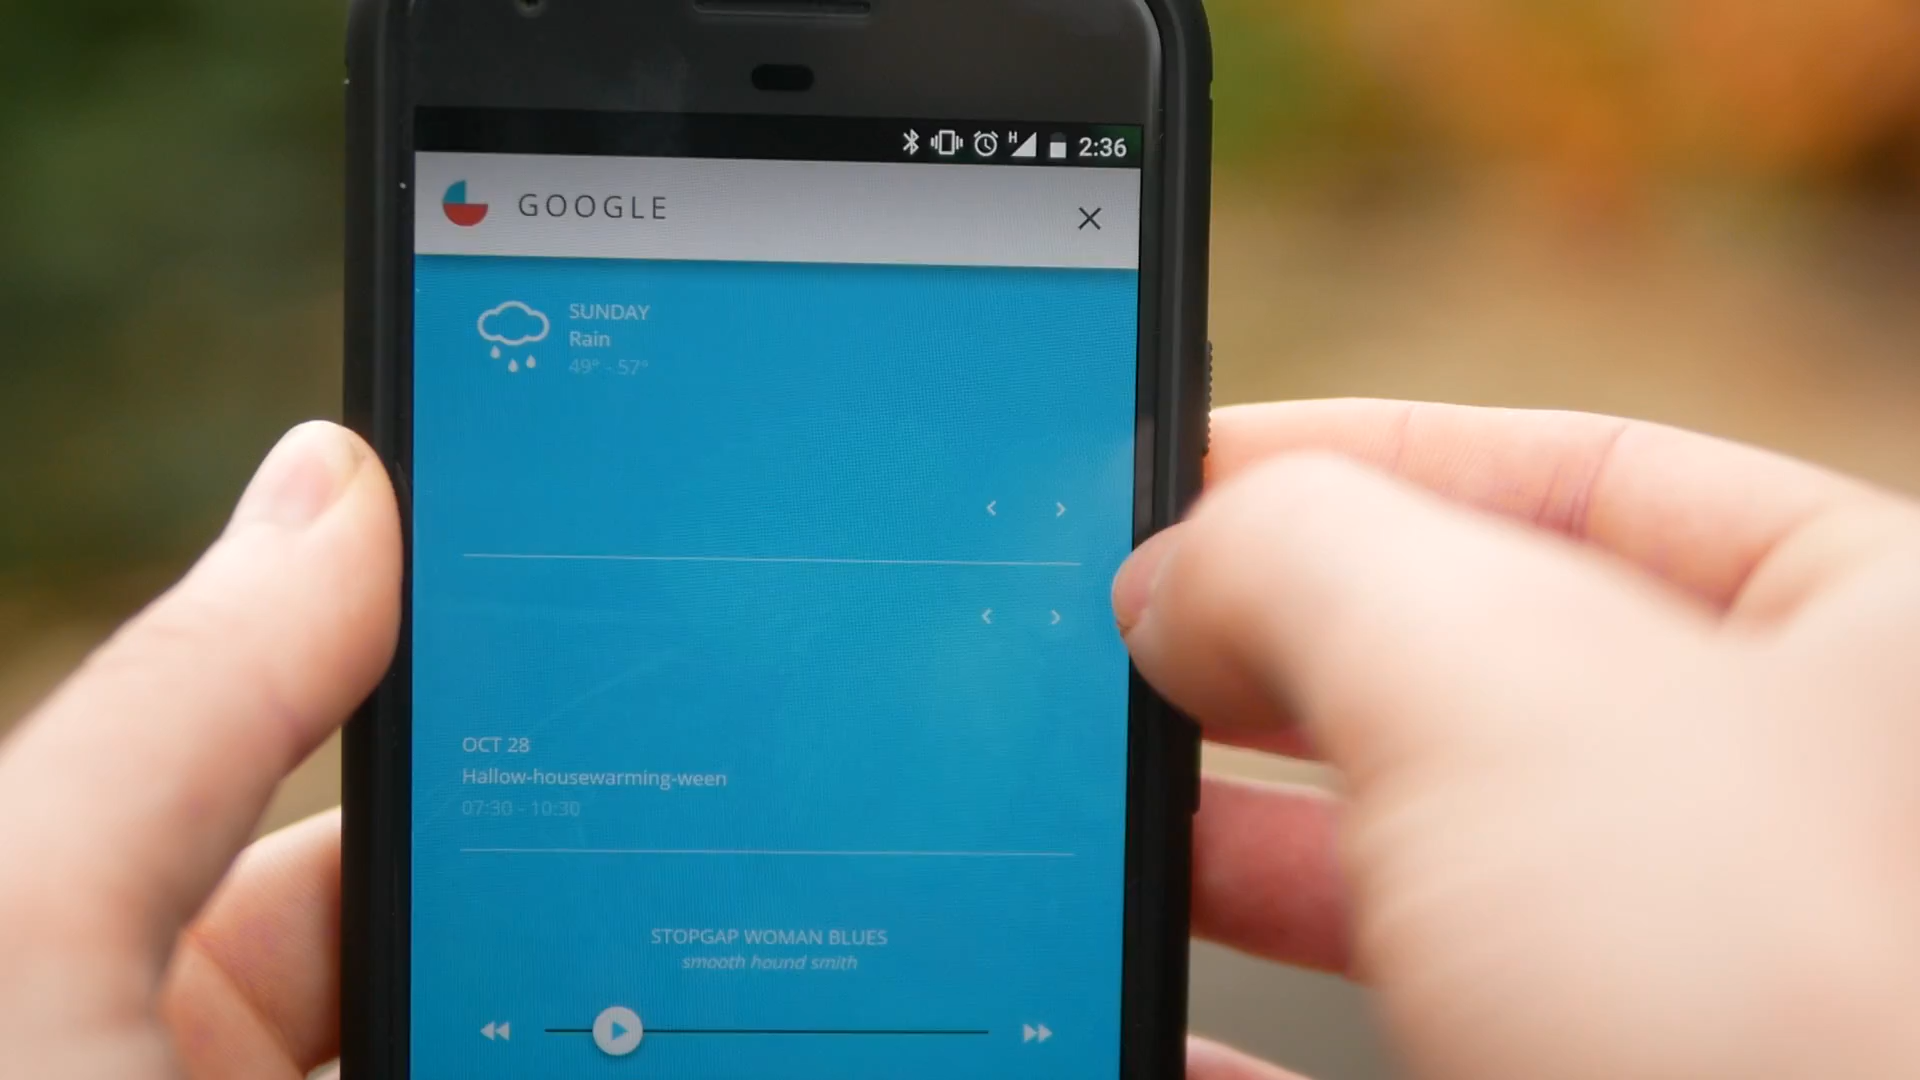 H
2:36
GOOGLE
SUNDAY
Rain
49° - 57°
OCT 28
Hallow-housewarming-ween
07:30 - 10:30
STOPGAP WOMAN BLUES
smooth hound smith